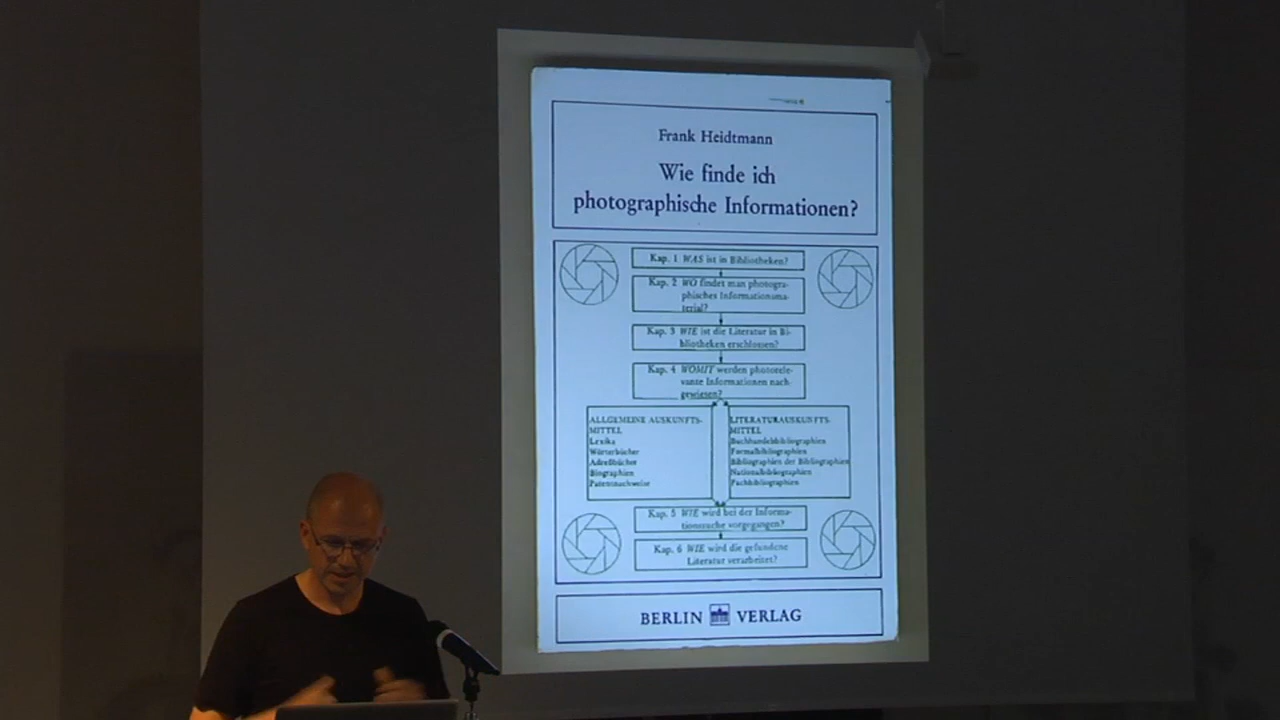 Frank Heidtmann
Wie finde ich
photographische Informationen?
Kap. 1 WAS ist in Bibliotheken?
Kap. 2 WO findet man photogra-
phisches Informationsma-
terial?
Kap. 3 WIE ist die Literatur in Bi-
bliotheken erschlossen?
Kap. 4 WOMIT werden photorele-
vante Informationen nach-
gewiesen?
ALLGEMEINE AUSKUNFTS-
MITTEL
Lexika
Wörterbücher
Adreßbücher
Biographien
Patentnachweise
LITERATURAUSKUNFTS-
MITTEL
Buchhandelsbibliographien
Formalbibliographien
Bibliographien der Bibliographien
Nationalbibliographien
Fachbibliographien
Kap. 5 WIE wird bei der Informa-
tionssuche vorgegangen?
Kap. 6 WIE wird die gefundene
Literatur verarbeitet?
BERLIN VERLAG